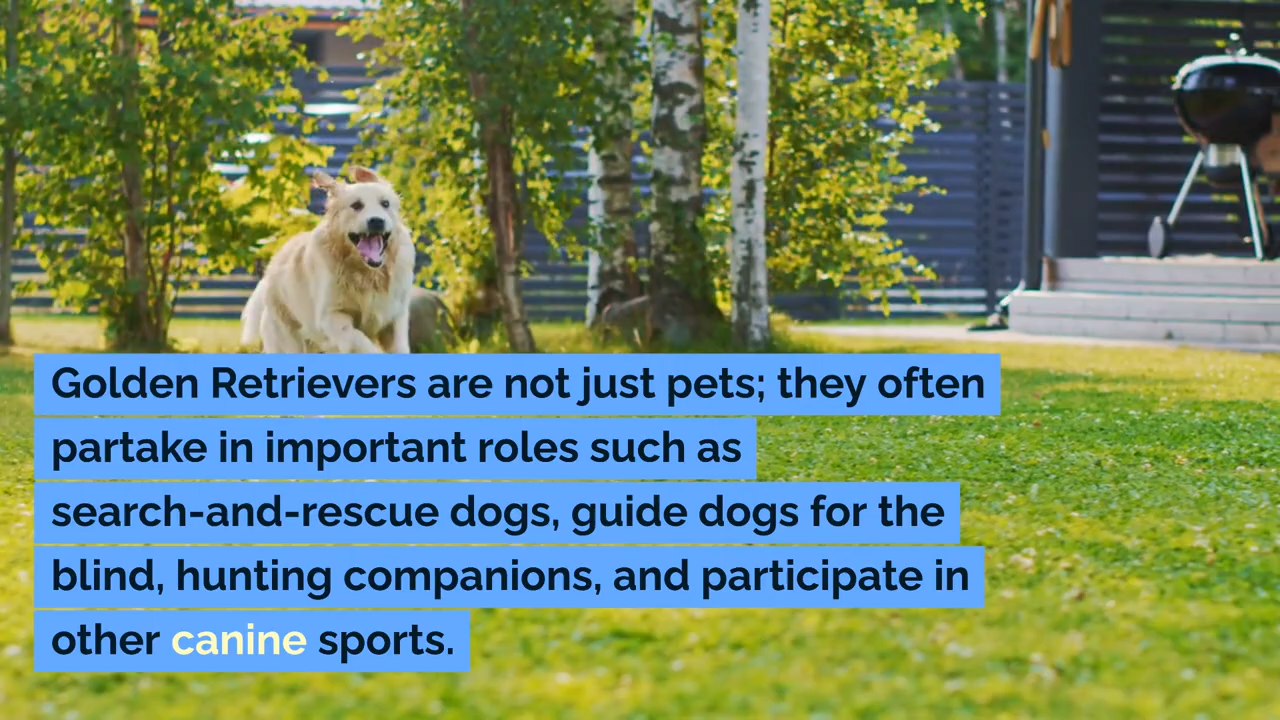 Golden Retrievers are not just pets; they often
partake in important roles such as
search-and-rescue dogs, guide dogs for the
blind, hunting companions, and participate in
other canine sports.